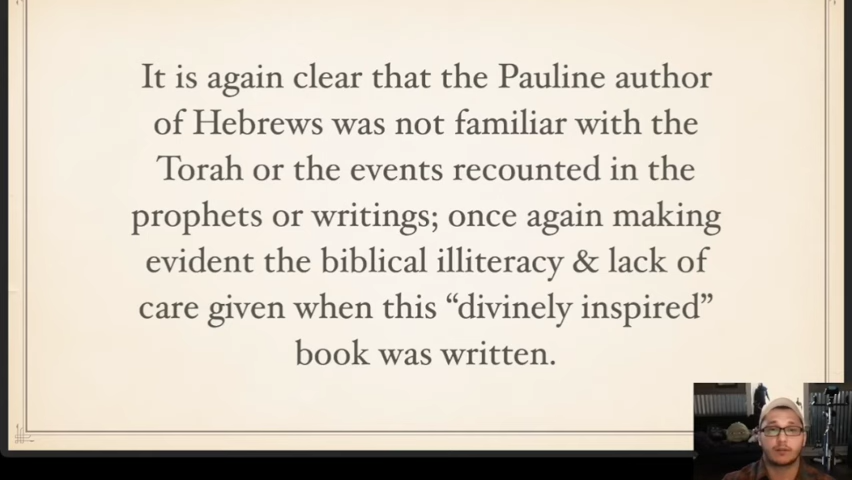 It is again clear that the Pauline author
of Hebrews was not familiar with the
Torah or the events recounted in the
prophets or writings; once again making
evident the biblical illiteracy & lack of
care given when this “divinely inspired”
book was written.